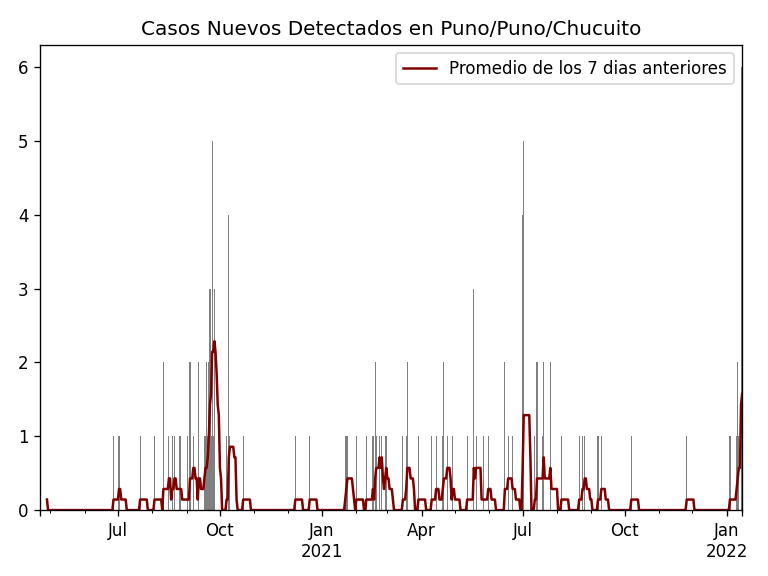 Casos Nuevos Detectados en Puno/Puno/Chucuito
Promedio de los 7 dias anteriores
6
5
4
3
2
1
0
Jul Oct Jan Apr Jul Oct Jan
2021 2022